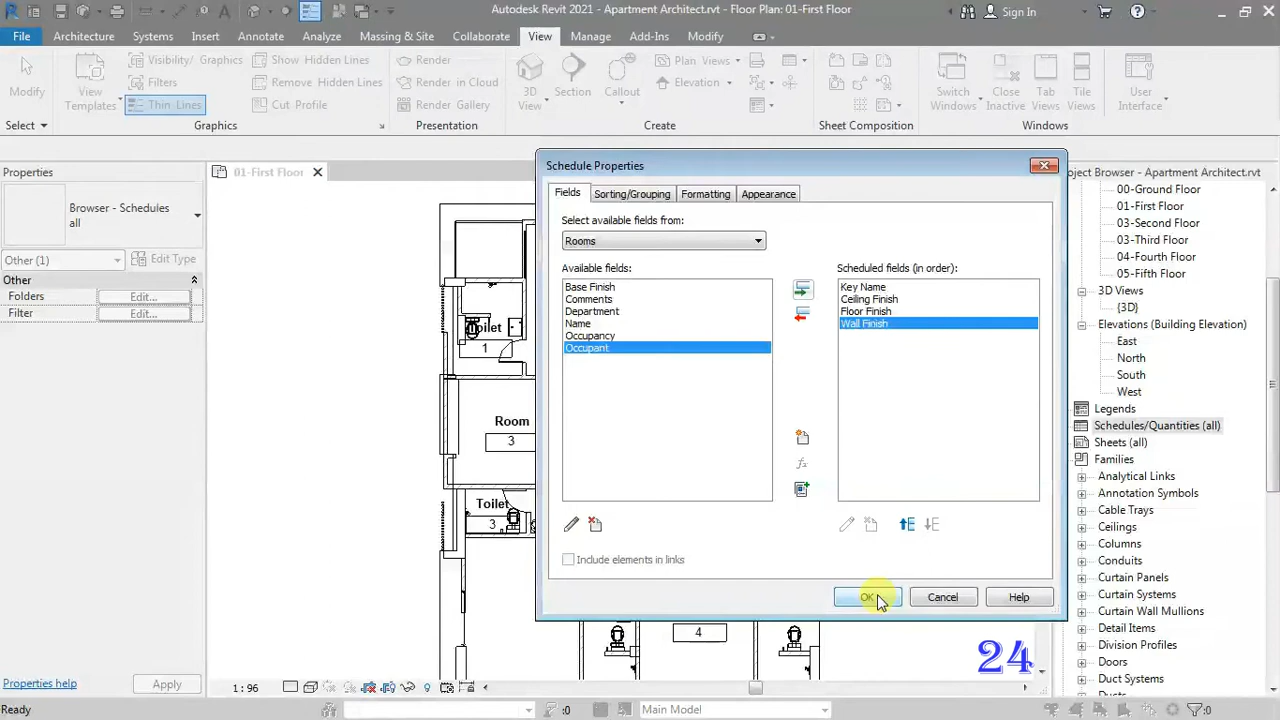 Autodesk Revit 2021 - Apartment Architect.rvt - Floor Plan: 01-First Floor
Sign In
File
Architecture
Systems
Insert
Annotate
Analyze
Massing & Site
Collaborate
View
Manage
Add-Ins
Modify
Modify
View
Templates
Visibility/ Graphics
Filters
Thin Lines
Show Hidden Lines
Remove Hidden Lines
Cut Profile
Render
Render in Cloud
Render Gallery
3D
View
Section
Callout
Plan Views
Elevation
Switch
Windows
Close
Inactive
Tab
Views
Tile
Views
User
Interface
Select
Graphics
Presentation
Create
Sheet Composition
Windows
Properties
Browser - Schedules
all
Other (1)
Edit Type
Other
Folders
Edit...
Filter
Edit...
Properties help
Apply
01-First Floor
Toilet
1
Room
3
Toilet
3
4
1 : 96
Schedule Properties
Fields
Sorting/Grouping
Formatting
Appearance
Select available fields from:
Rooms
Available fields:
Base Finish
Comments
Department
Name
Occupancy
Occupant
Scheduled fields (in order):
Key Name
Ceiling Finish
Floor Finish
Wall Finish
fx
Include elements in links
OK
Cancel
Help
24
oject Browser - Apartment Architect.rvt
00-Ground Floor
01-First Floor
03-Second Floor
03-Third Floor
04-Fourth Floor
05-Fifth Floor
3D Views
{3D}
Elevations (Building Elevation)
East
North
South
West
Legends
Schedules/Quantities (all)
Sheets (all)
Families
Analytical Links
Annotation Symbols
Cable Trays
Ceilings
Columns
Conduits
Curtain Panels
Curtain Systems
Curtain Wall Mullions
Detail Items
Division Profiles
Doors
Duct Systems
Ducts
Ready
:0
Main Model
:0